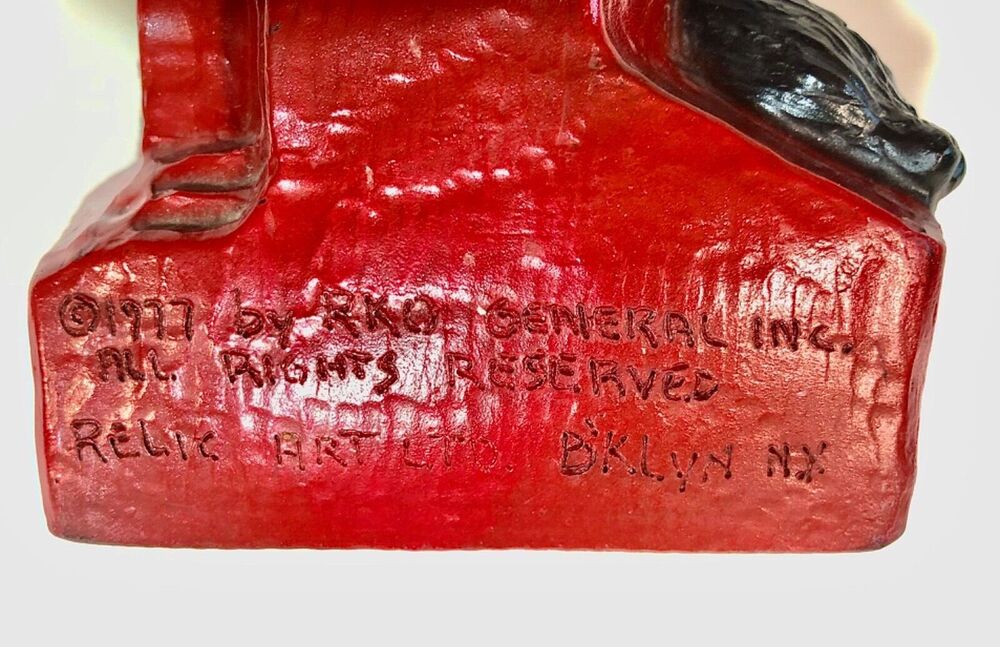 ©1977 by RKO GENERAL INC.
ALL RIGHTS RESERVED
RELIC ART LTD. B'KLYN N.Y